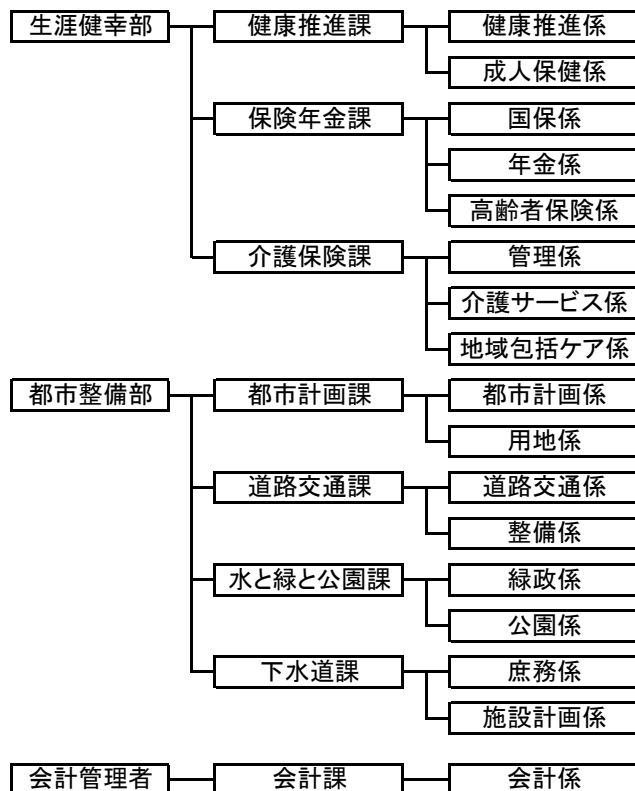 生涯健幸部 健康推進課 健康推進係
成人保健係
保険年金課 国保係
年金係
高齢者保険係
介護保険課 管理係
介護サービス係
地域包括ケア係
都市整備部 都市計画課 都市計画係
用地係
道路交通課 道路交通係
整備係
水と緑と公園課 緑政係
公園係
下水道課 庶務係
施設計画係
会計管理者 会計課 会計係